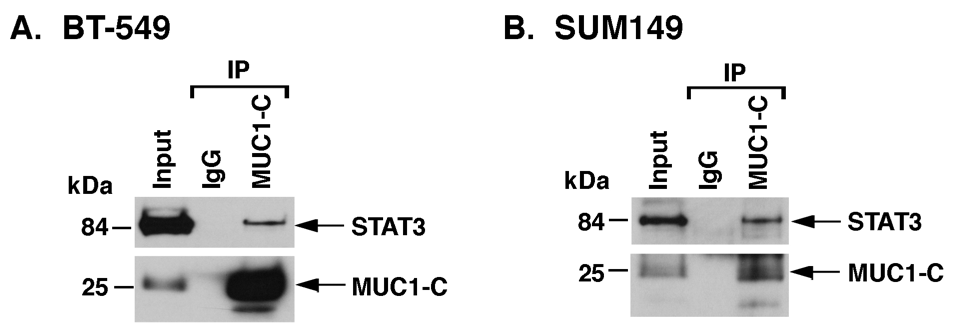 A. BT-549
IP
Input
IgG
MUC1-C
kDa
84
STAT3
25
MUC1-C
B. SUM149
IP
Input
IgG
MUC1-C
kDa
84
STAT3
25
MUC1-C